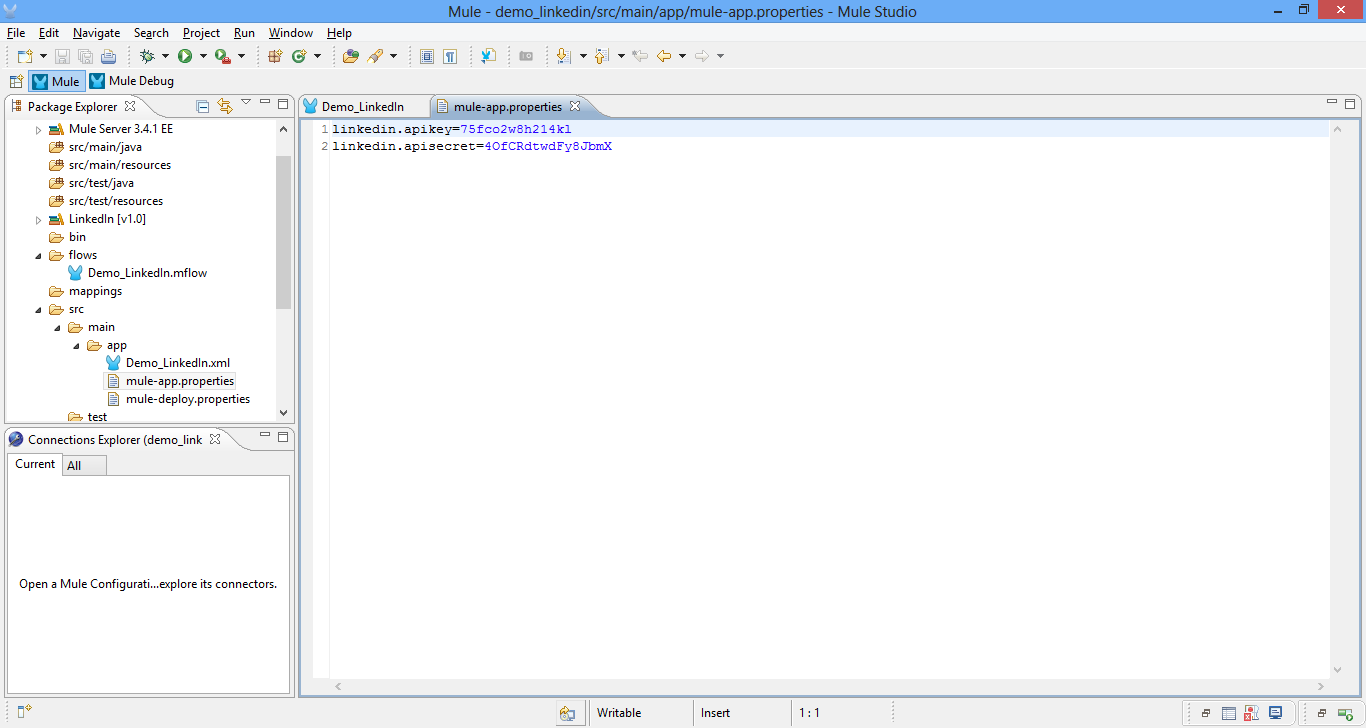 Mule - demo_linkedin/src/main/app/mule-app.properties - Mule Studio
File Edit Navigate Search Project Run Window Help
Mule Mule Debug
Package Explorer
Mule Server 3.4.1 EE
src/main/java
src/main/resources
src/test/java
src/test/resources
LinkedIn [v1.0]
bin
flows
Demo_LinkedIn.mflow
mappings
src
main
app
Demo_LinkedIn.xml
mule-app.properties
mule-deploy.properties
test
Connections Explorer (demo_link
Current All
Open a Mule Configurati...explore its connectors.
Demo_LinkedIn mule-app.properties
1 linkedin.apikey=75fco2w8h214kl
2 linkedin.apisecret=4OfCRdtwdFy8JbmX
Writable Insert 1 : 1